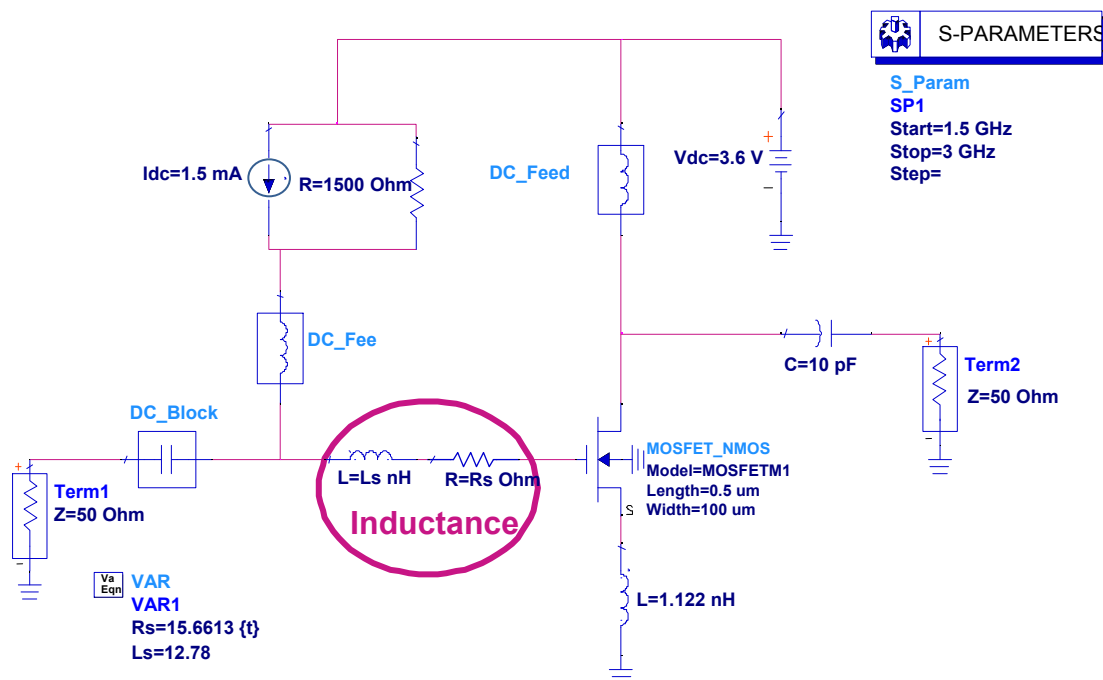 S-PARAMETERS
S_Param
SP1
Start=1.5 GHz
Stop=3 GHz
Step=
+
Vdc=3.6 V
-
Idc=1.5 mA
R=1500 Ohm
DC_Feed
DC_Fee
C=10 pF
+
Term2
Z=50 Ohm
-
DC_Block
+
Term1
Z=50 Ohm
-
L=Ls nH
R=Rs Ohm
Inductance
MOSFET_NMOS
Model=MOSFETM1
Length=0.5 um
Width=100 um
S
L=1.122 nH
Va
Eqn
VAR
VAR1
Rs=15.6613 {t}
Ls=12.78